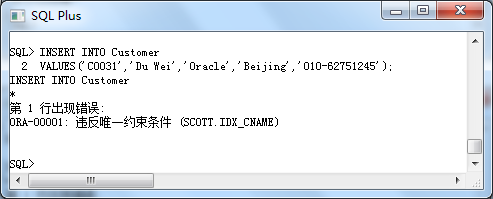 SQL Plus
SQL> INSERT INTO Customer
2 VALUES('C0031','Du Wei','Oracle','Beijing','010-62751245');
INSERT INTO Customer
*
第 1 行出现错误:
ORA-00001: 违反唯一约束条件 (SCOTT.IDX_CNAME)
SQL>